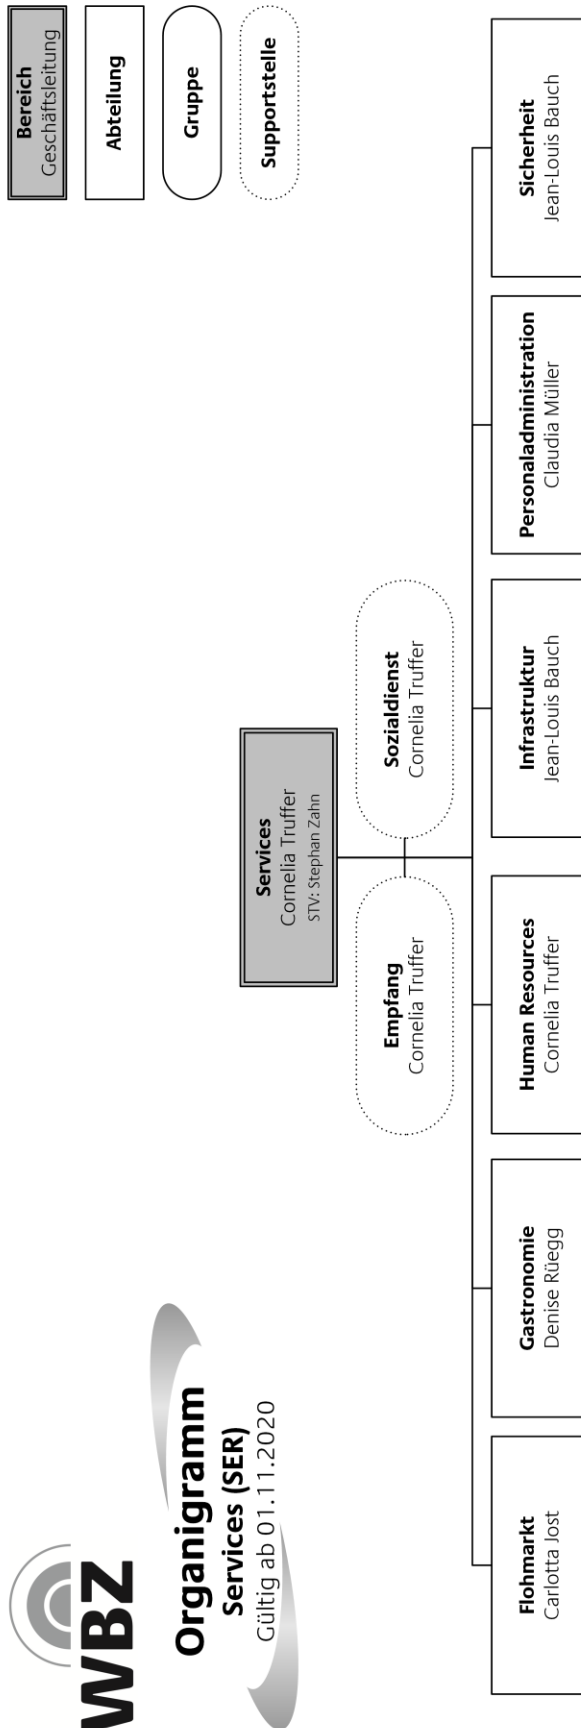 WBZ
Organigramm
Services (SER)
Gültig ab 01.11.2020
Bereich
Geschäftsleitung
Abteilung
Gruppe
Supportstelle
Services
Cornelia Truffer
STV: Stephan Zahn
Empfang
Cornelia Truffer
Sozialdienst
Cornelia Truffer
Flohmarkt
Carlotta Jost
Gastronomie
Denise Rüegg
Human Resources
Cornelia Truffer
Infrastruktur
Jean-Louis Bauch
Personaladministration
Claudia Müller
Sicherheit
Jean-Louis Bauch